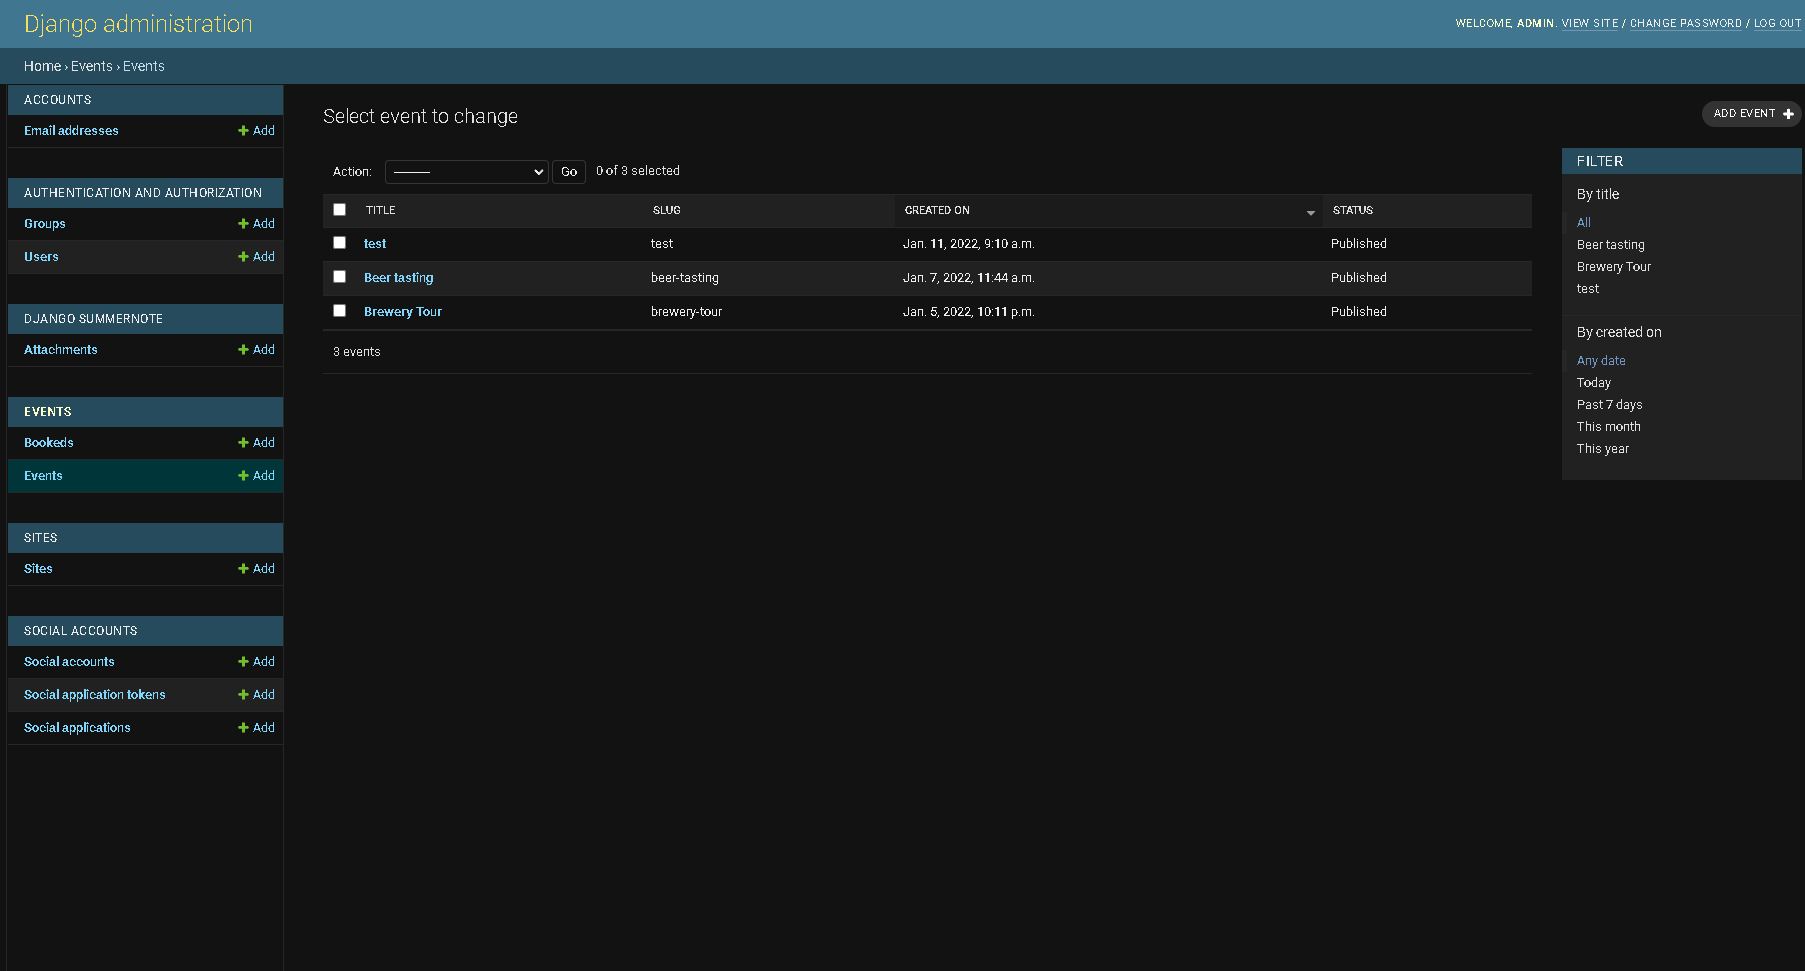 Django administration
WELCOME, ADMIN. VIEW SITE / CHANGE PASSWORD / LOG OUT
Home › Events › Events
ACCOUNTS
Email addresses Add
AUTHENTICATION AND AUTHORIZATION
Groups Add
Users Add
DJANGO SUMMERNOTE
Attachments Add
EVENTS
Bookeds Add
Events Add
SITES
Sites Add
SOCIAL ACCOUNTS
Social accounts Add
Social application tokens Add
Social applications Add
Select event to change
ADD EVENT
Action: --------- Go 0 of 3 selected
TITLE SLUG CREATED ON STATUS
test test Jan. 11, 2022, 9:10 a.m. Published
Beer tasting beer-tasting Jan. 7, 2022, 11:44 a.m. Published
Brewery Tour brewery-tour Jan. 5, 2022, 10:11 p.m. Published
3 events
FILTER
By title
All
Beer tasting
Brewery Tour
test
By created on
Any date
Today
Past 7 days
This month
This year